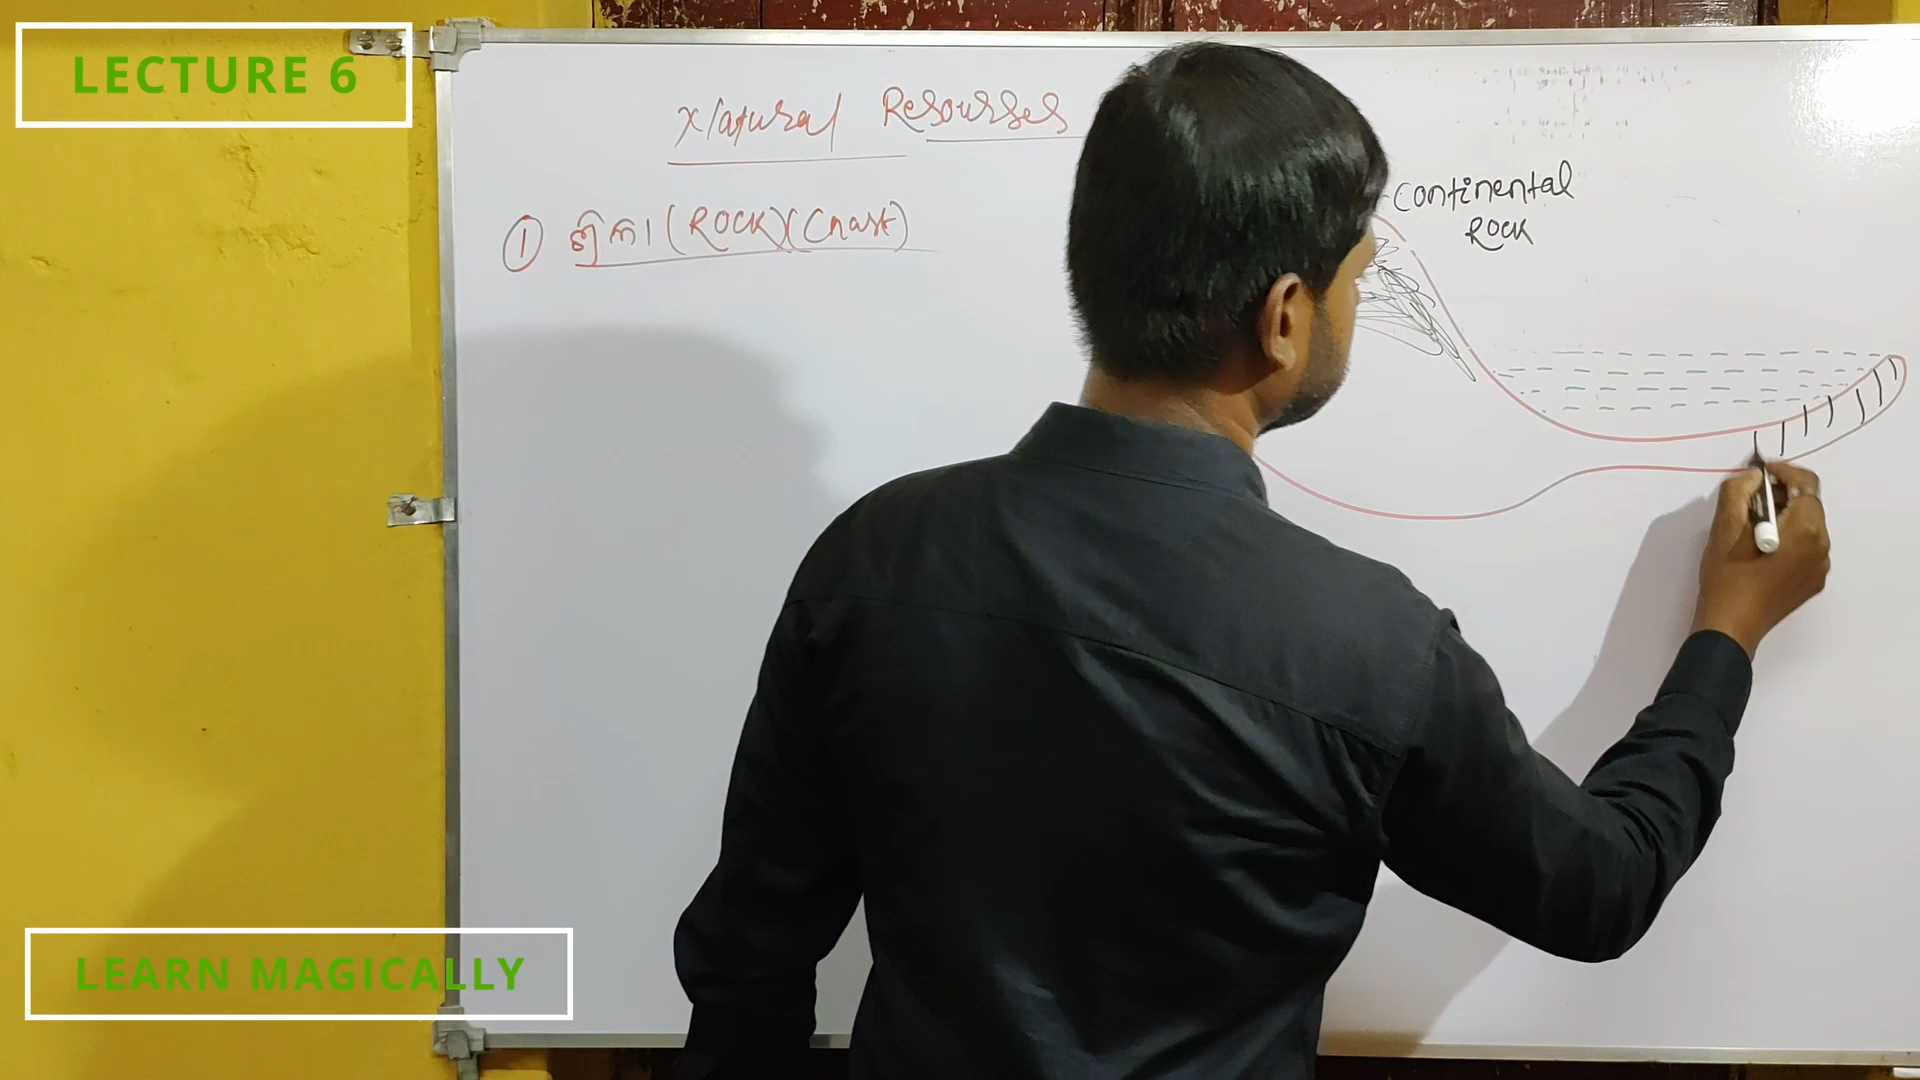 LECTURE 6
Natural Resourses
① ଶିଳା (ROCK) (Crust)
Continental
ROCK
LEARN MAGICALLY